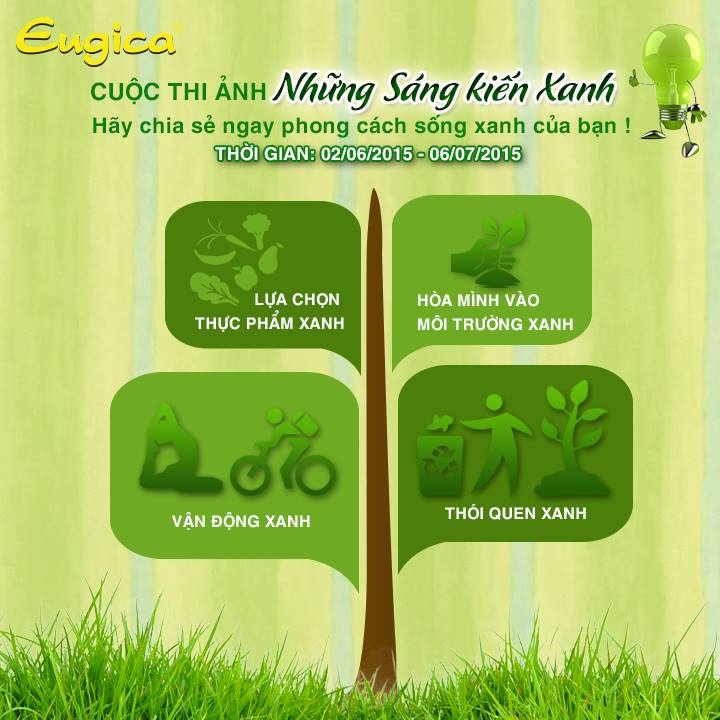 Eugica®
CUỘC THI ẢNH Những Sáng kiến Xanh
Hãy chia sẻ ngay phong cách sống xanh của bạn !
THỜI GIAN: 02/06/2015 - 06/07/2015
LỰA CHỌN
THỰC PHẨM XANH
HÒA MÌNH VÀO
MÔI TRƯỜNG XANH
VẬN ĐỘNG XANH
THÓI QUEN XANH